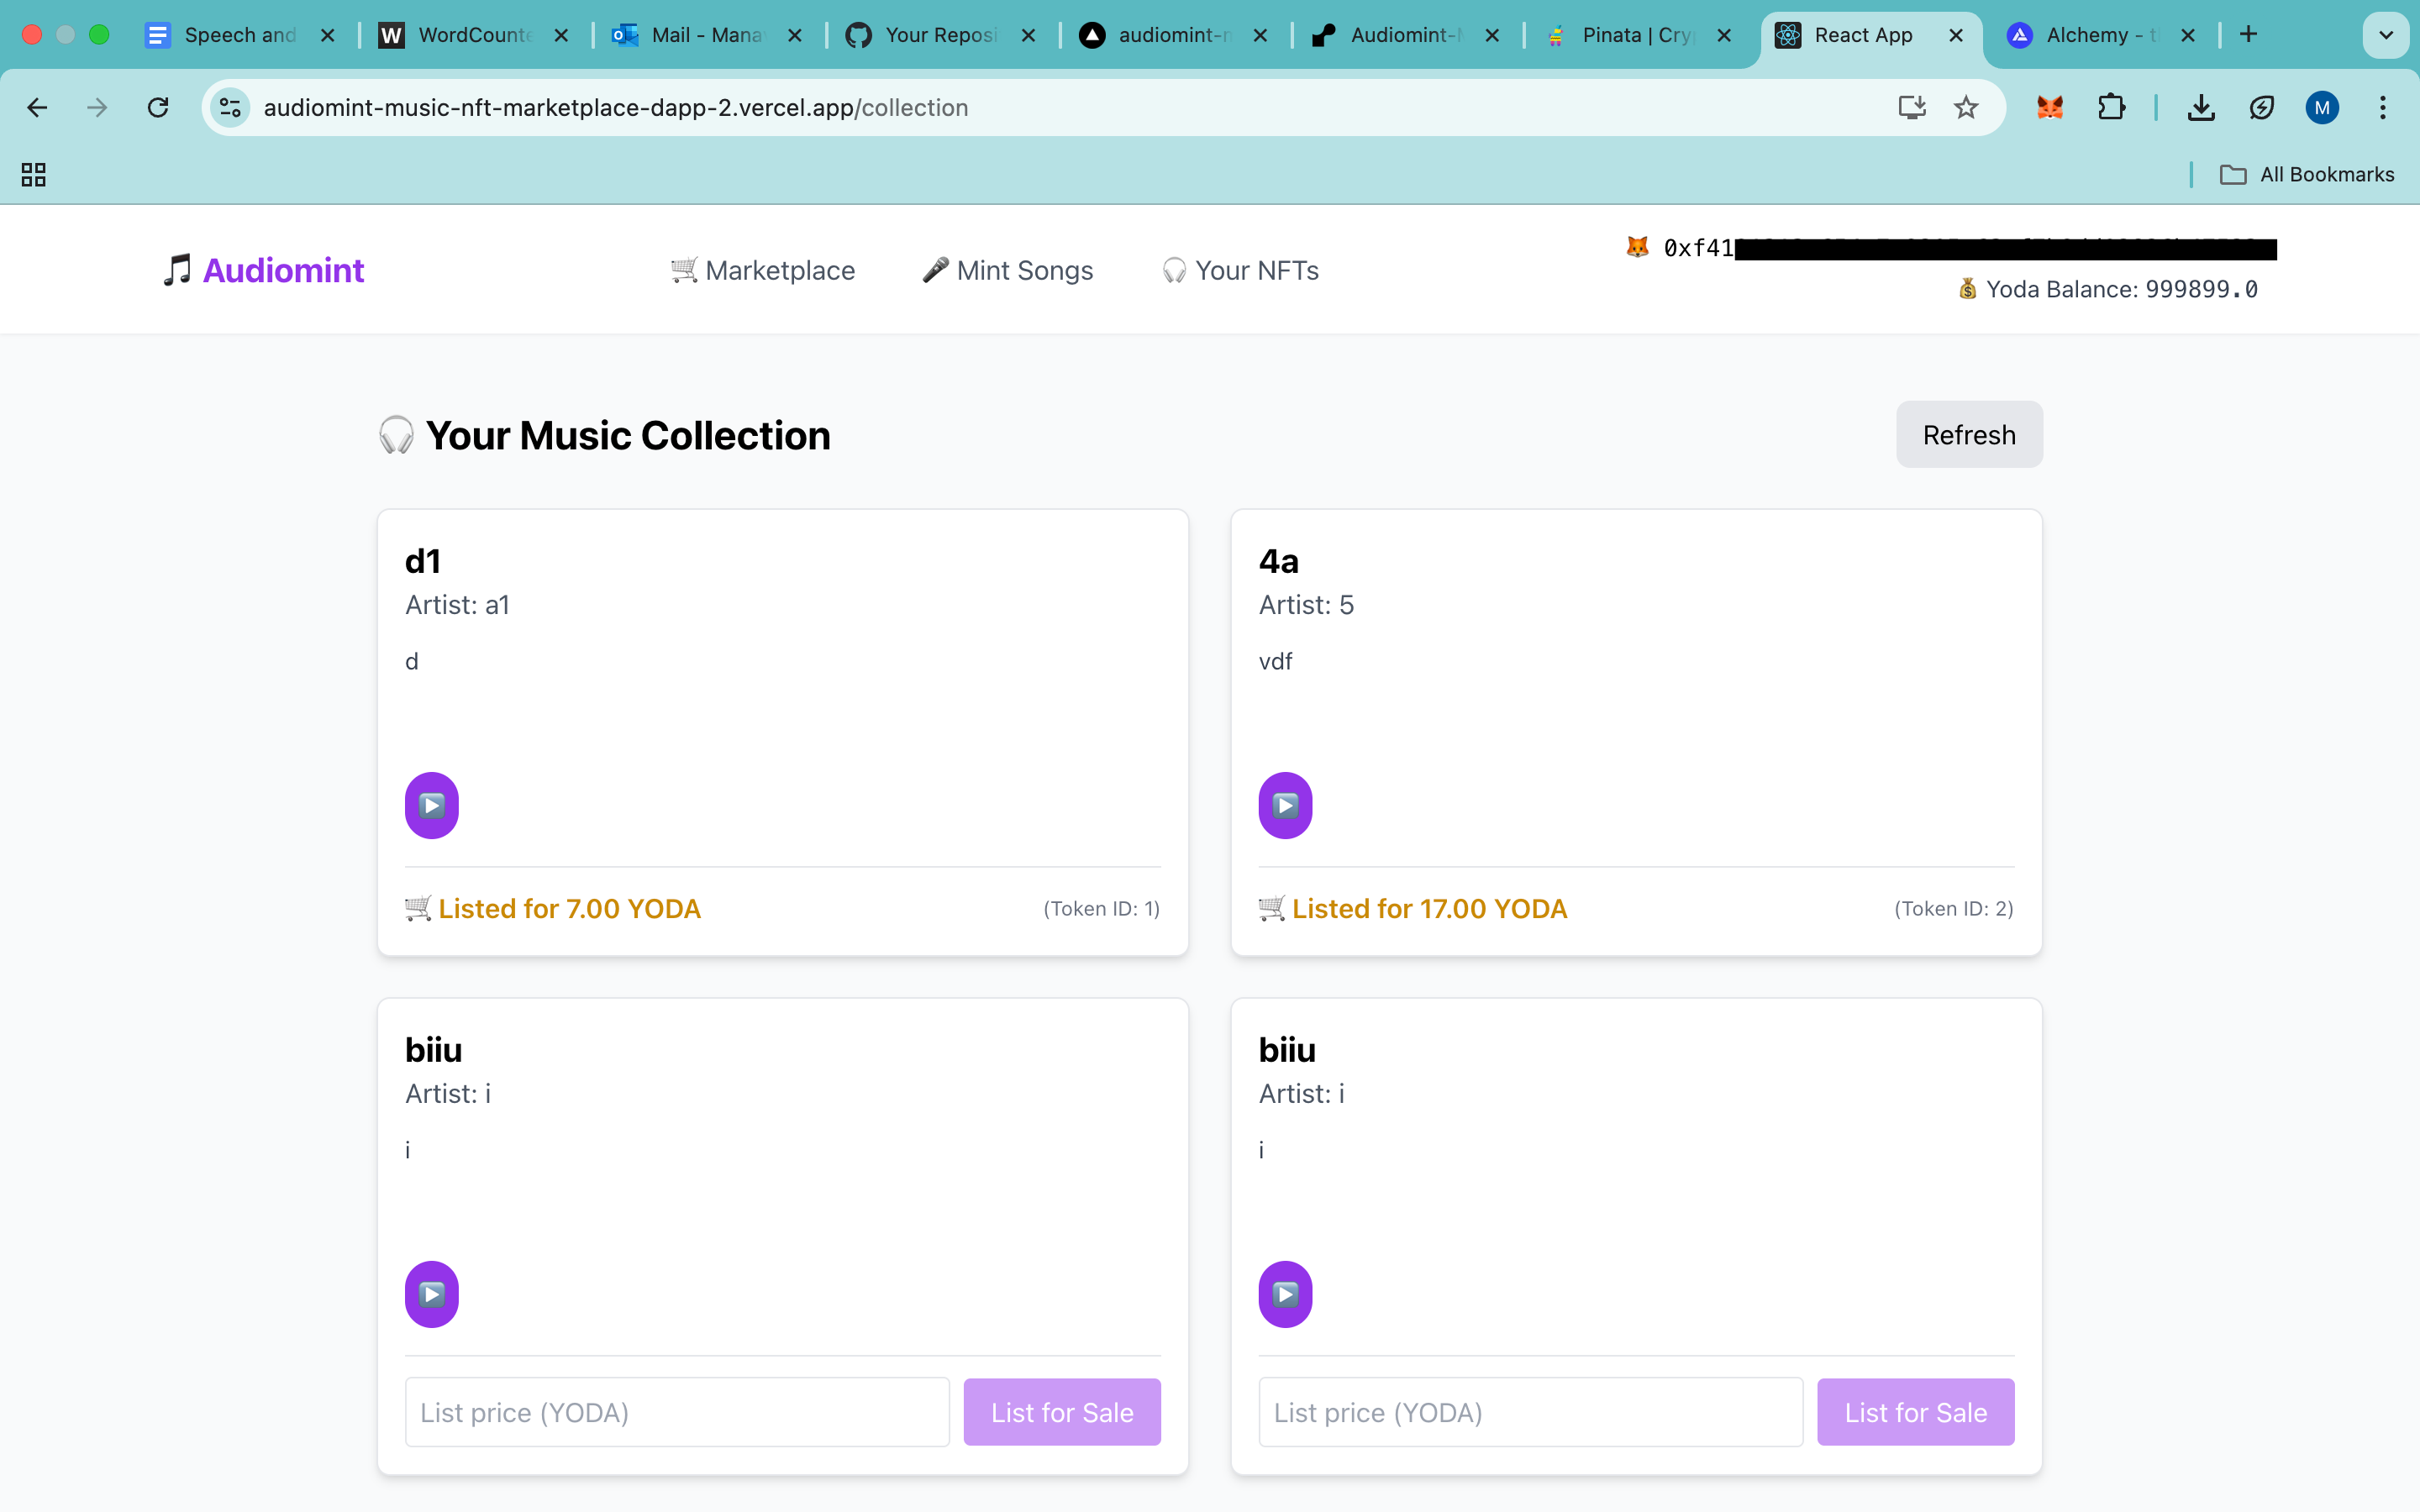 Speech and
WordCounte
Mail - Mana
Your Reposi
audiomint-n
Audiomint-M
Pinata | Cry
React App
Alchemy - t
audiomint-music-nft-marketplace-dapp-2.vercel.app/collection
M
All Bookmarks
Audiomint
Marketplace
Mint Songs
Your NFTs
0xf41
Yoda Balance: 999899.0
Your Music Collection
Refresh
d1
Artist: a1
d
Listed for 7.00 YODA
(Token ID: 1)
4a
Artist: 5
vdf
Listed for 17.00 YODA
(Token ID: 2)
biiu
Artist: i
i
List price (YODA)
List for Sale
biiu
Artist: i
i
List price (YODA)
List for Sale